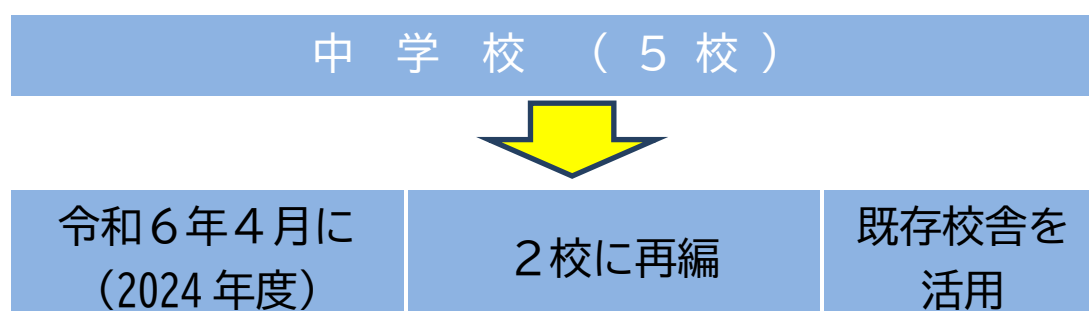 中学校（５校）
令和６年４月に
（2024 年度）
２校に再編
既存校舎を
活用